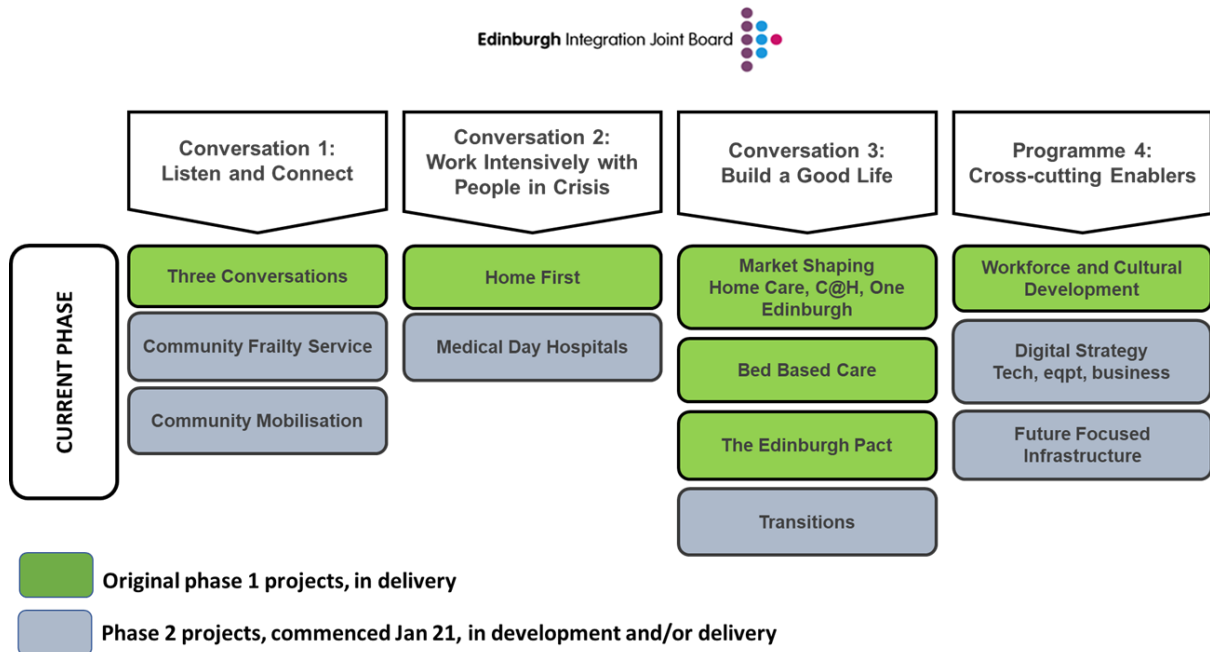 Edinburgh Integration Joint Board
Conversation 1:
Listen and Connect
Conversation 2:
Work Intensively with
People in Crisis
Conversation 3:
Build a Good Life
Programme 4:
Cross-cutting Enablers
CURRENT PHASE
Three Conversations
Community Frailty Service
Community Mobilisation
Home First
Medical Day Hospitals
Market Shaping
Home Care, C@H, One
Edinburgh
Bed Based Care
The Edinburgh Pact
Transitions
Workforce and Cultural
Development
Digital Strategy
Tech, eqpt, business
Future Focused
Infrastructure
Original phase 1 projects, in delivery
Phase 2 projects, commenced Jan 21, in development and/or delivery